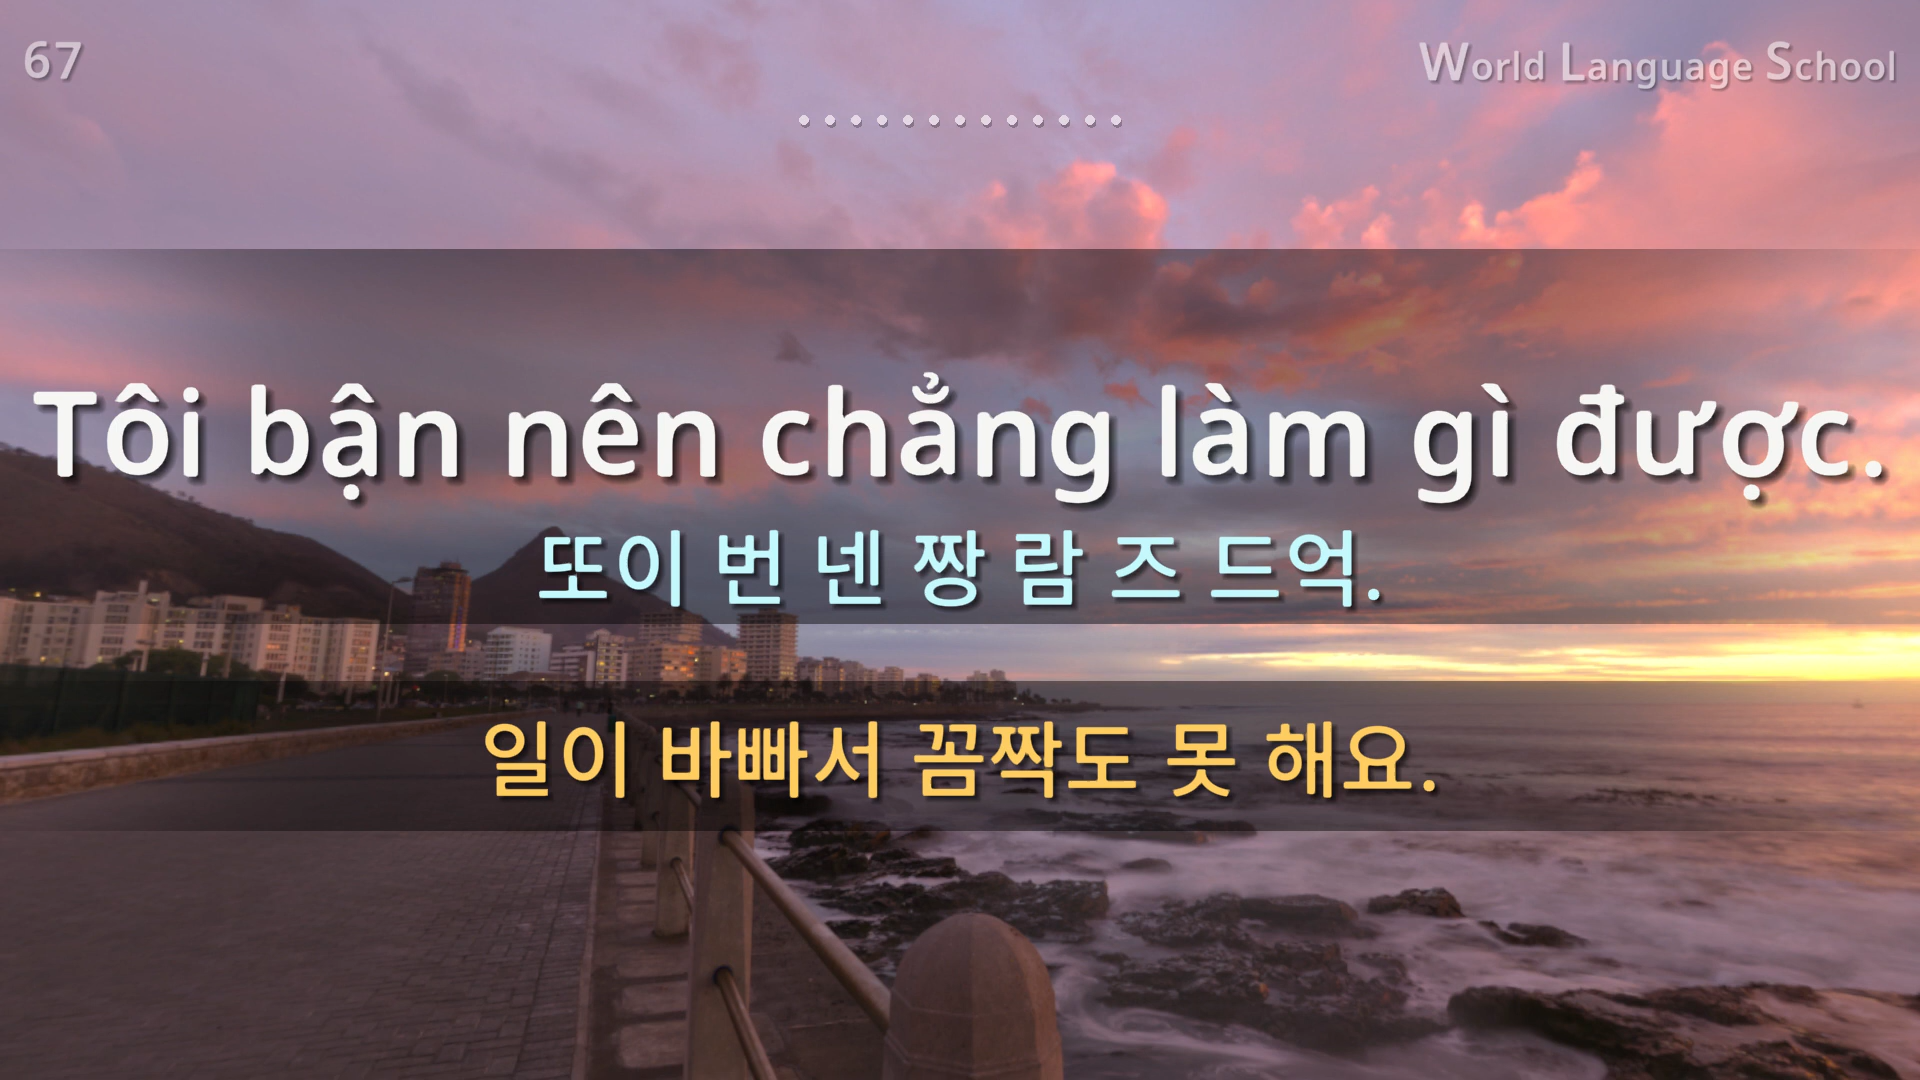 67
World Language School
Tôi bận nên chẳng làm gì được.
또이 번 넨 짱 람 즈 드억.
일이 바빠서 꼼짝도 못 해요.